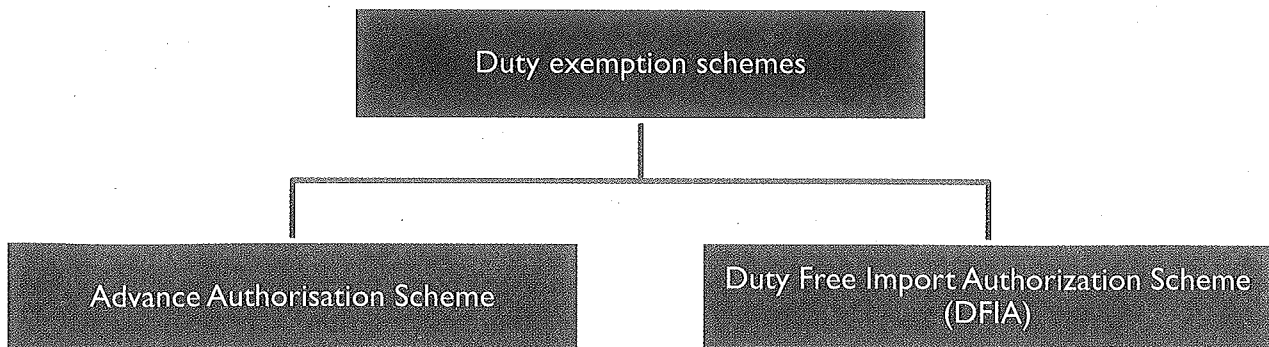 Duty exemption schemes
Advance Authorisation Scheme
Duty Free Import Authorization Scheme
(DFIA)